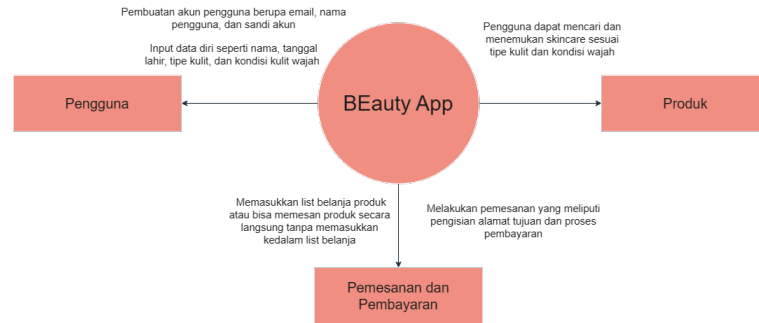 Pembuatan akun pengguna berupa email, nama
pengguna, dan sandi akun
Input data diri seperti nama, tanggal
lahir, tipe kulit, dan kondisi kulit wajah
Pengguna dapat mencari dan
menemukan skincare sesuai
tipe kulit dan kondisi wajah
Pengguna
BEauty App
Produk
Memasukkan list belanja produk
atau bisa memesan produk secara
langsung tanpa memasukkan
kedalam list belanja
Melakukan pemesanan yang meliputi
pengisian alamat tujuan dan proses
pembayaran
Pemesanan dan
Pembayaran